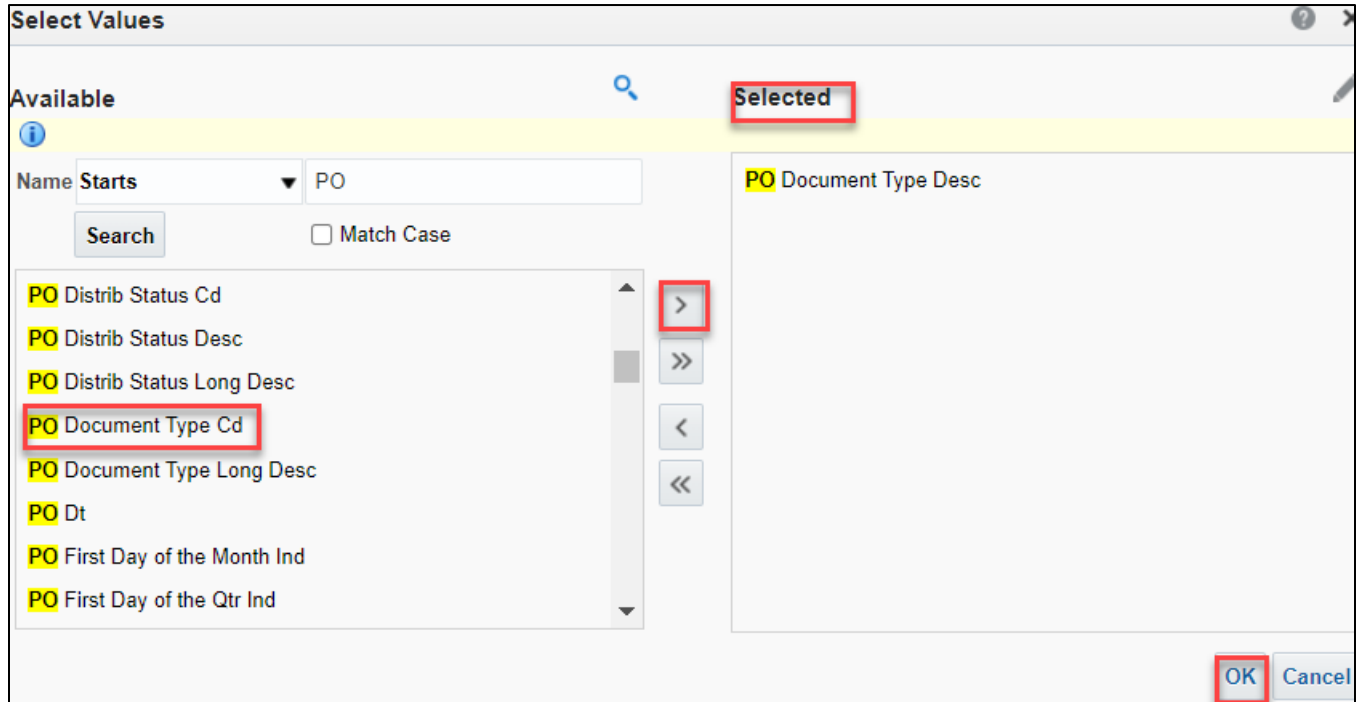 Select Values
Available
Selected
Name Starts PO
Search Match Case
PO Distrib Status Cd
PO Distrib Status Desc
PO Distrib Status Long Desc
PO Document Type Cd
PO Document Type Long Desc
PO Dt
PO First Day of the Month Ind
PO First Day of the Qtr Ind
PO Document Type Desc
OK Cancel